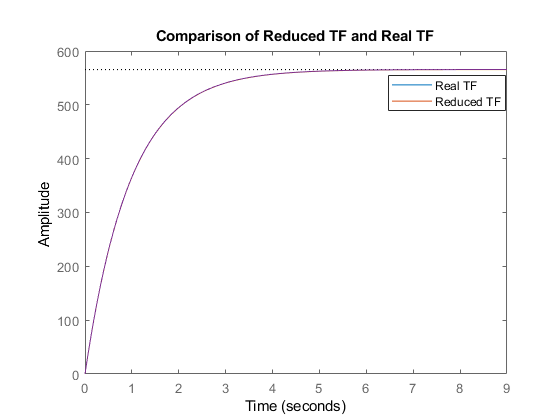 Comparison of Reduced TF and Real TF
600
500
400
300
200
100
0
Amplitude
Real TF
Reduced TF
0 1 2 3 4 5 6 7 8 9
Time (seconds)